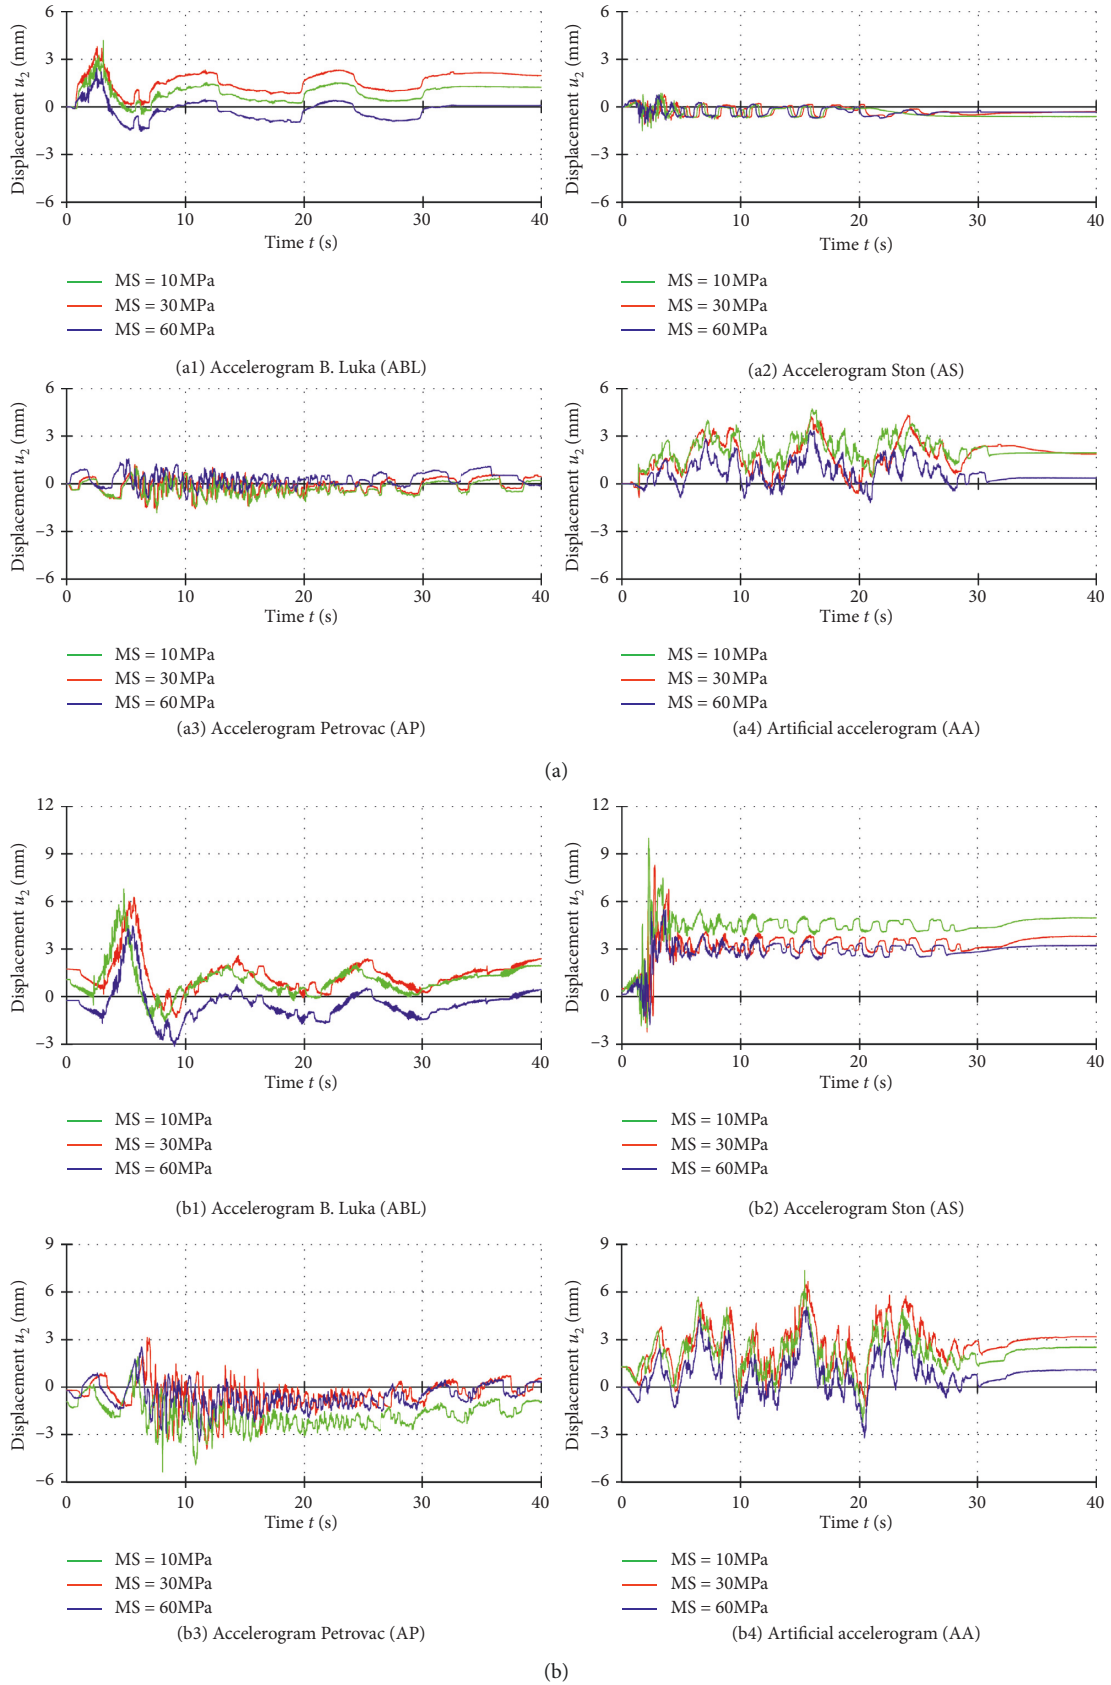 6
3
0
−3
−6
Displacement u2 (mm)
0 10 20 30 40
Time t (s)
MS = 10 MPa
MS = 30 MPa
MS = 60 MPa
(a1) Accelerogram B. Luka (ABL)
6
3
0
−3
−6
Displacement u2 (mm)
0 10 20 30 40
Time t (s)
MS = 10 MPa
MS = 30 MPa
MS = 60 MPa
(a2) Accelerogram Ston (AS)
6
3
0
−3
−6
Displacement u2 (mm)
0 10 20 30 40
Time t (s)
MS = 10 MPa
MS = 30 MPa
MS = 60 MPa
(a3) Accelerogram Petrovac (AP)
6
3
0
−3
−6
Displacement u2 (mm)
0 10 20 30 40
Time t (s)
MS = 10 MPa
MS = 30 MPa
MS = 60 MPa
(a4) Artificial accelerogram (AA)
(a)
12
9
6
3
0
−3
Displacement u2 (mm)
0 10 20 30 40
Time t (s)
MS = 10MPa
MS = 30MPa
MS = 60MPa
(b1) Accelerogram B. Luka (ABL)
12
9
6
3
0
−3
Displacement u2 (mm)
0 10 20 30 40
Time t (s)
MS = 10MPa
MS = 30MPa
MS = 60MPa
(b2) Accelerogram Ston (AS)
9
6
3
0
−3
−6
Displacement u2 (mm)
0 10 20 30 40
Time t (s)
MS = 10MPa
MS = 30MPa
MS = 60MPa
(b3) Accelerogram Petrovac (AP)
9
6
3
0
−3
−6
Displacement u2 (mm)
0 10 20 30 40
Time t (s)
MS = 10MPa
MS = 30MPa
MS = 60MPa
(b4) Artificial accelerogram (AA)
(b)